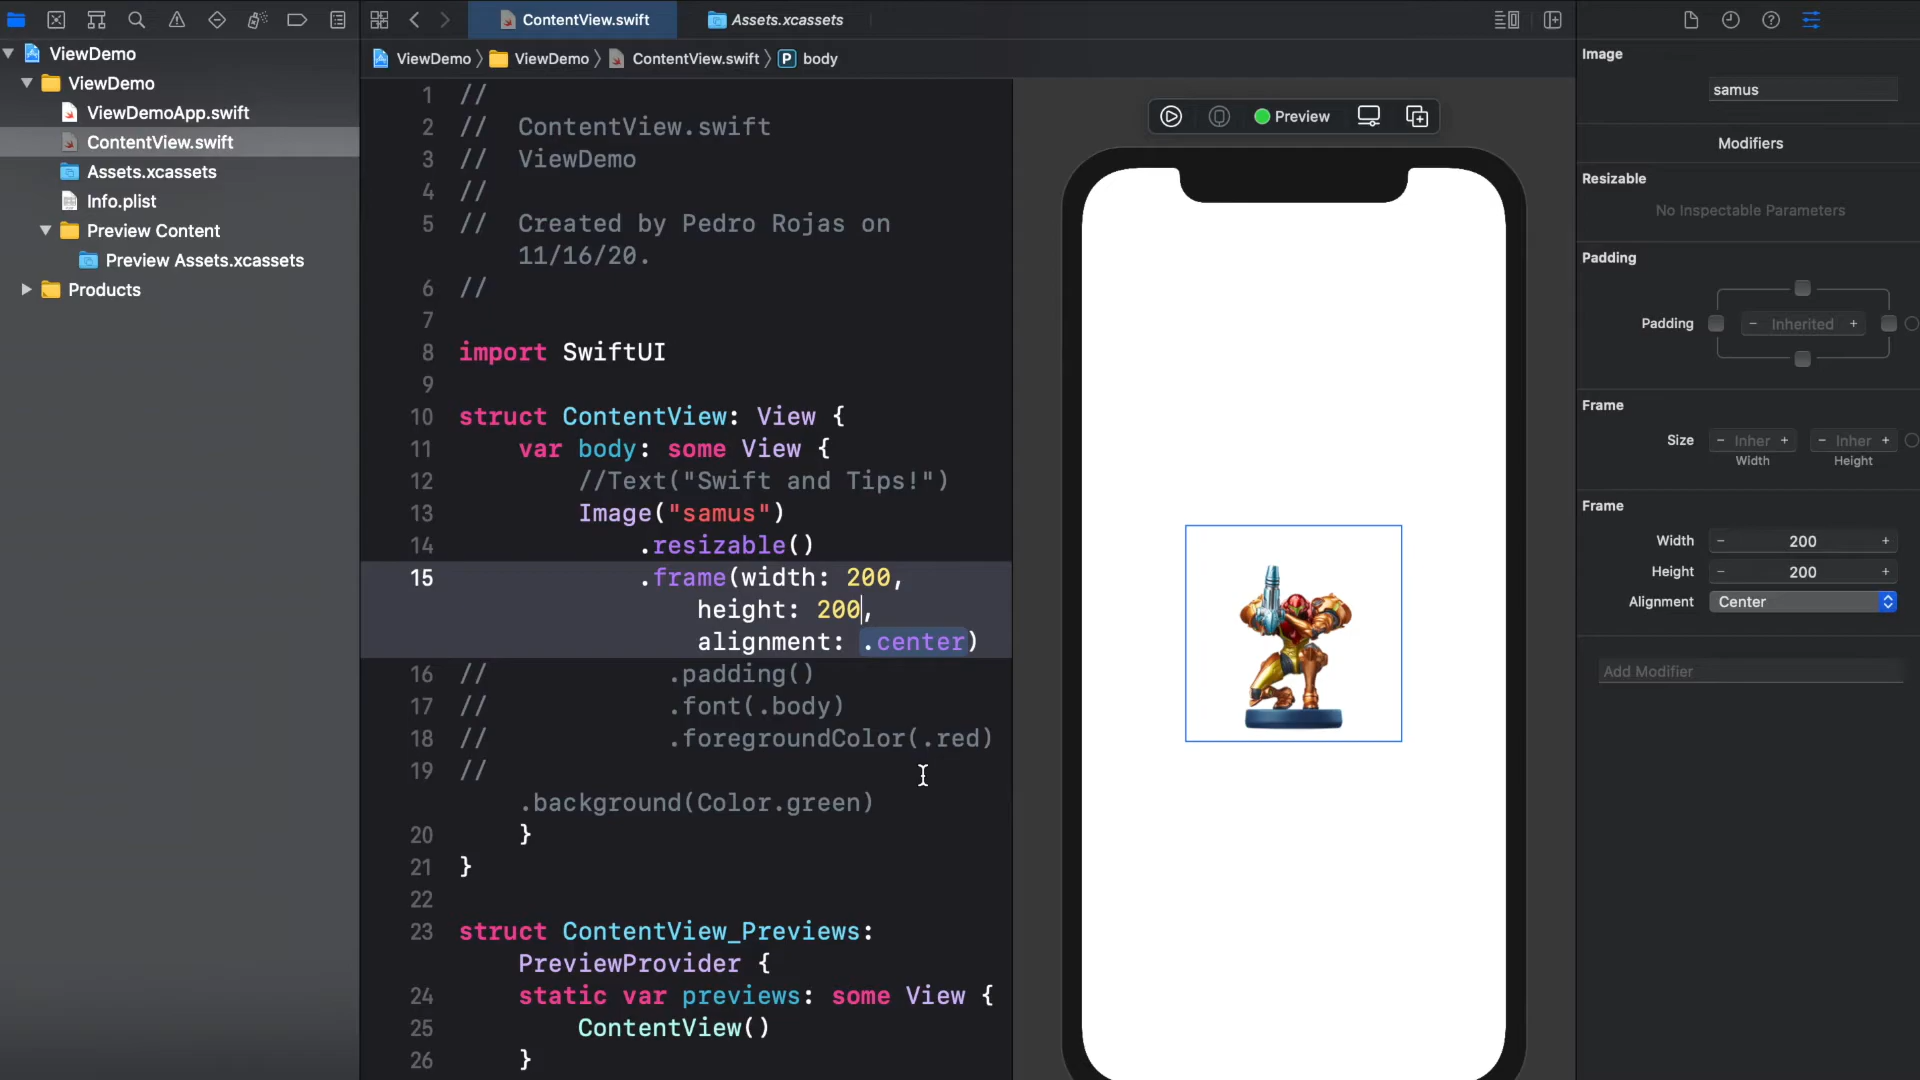 ContentView.swift
Assets.xcassets
ViewDemo
ViewDemo
ViewDemoApp.swift
ContentView.swift
Assets.xcassets
Info.plist
Preview Content
Preview Assets.xcassets
Products
ViewDemo
ViewDemo
ContentView.swift
P body
1 //
2 // ContentView.swift
3 // ViewDemo
4 //
5 // Created by Pedro Rojas on
11/16/20.
6 //
7
8 import SwiftUI
9
10 struct ContentView: View {
11 var body: some View {
12 //Text("Swift and Tips!")
13 Image("samus")
14 .resizable()
15 .frame(width: 200,
height: 200,
alignment: .center)
16 // .padding()
17 // .font(.body)
18 // .foregroundColor(.red)
19 //
.background(Color.green)
20 }
21 }
22
23 struct ContentView_Previews:
PreviewProvider {
24 static var previews: some View {
25 ContentView()
26 }
Preview
Image
samus
Modifiers
Resizable
No Inspectable Parameters
Padding
Padding
− Inherited +
Frame
Size
− Inher +
− Inher +
Width
Height
Frame
Width − 200 +
Height − 200 +
Alignment Center
Add Modifier